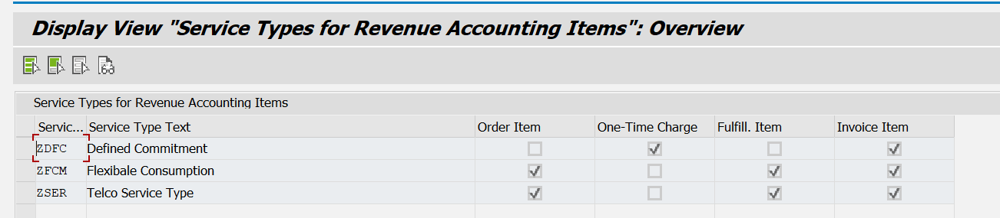 Display View "Service Types for Revenue Accounting Items": Overview
Service Types for Revenue Accounting Items
Servic... Service Type Text Order Item One-Time Charge Fulfill. Item Invoice Item
ZDFC Defined Commitment
ZFCM Flexibale Consumption
ZSER Telco Service Type